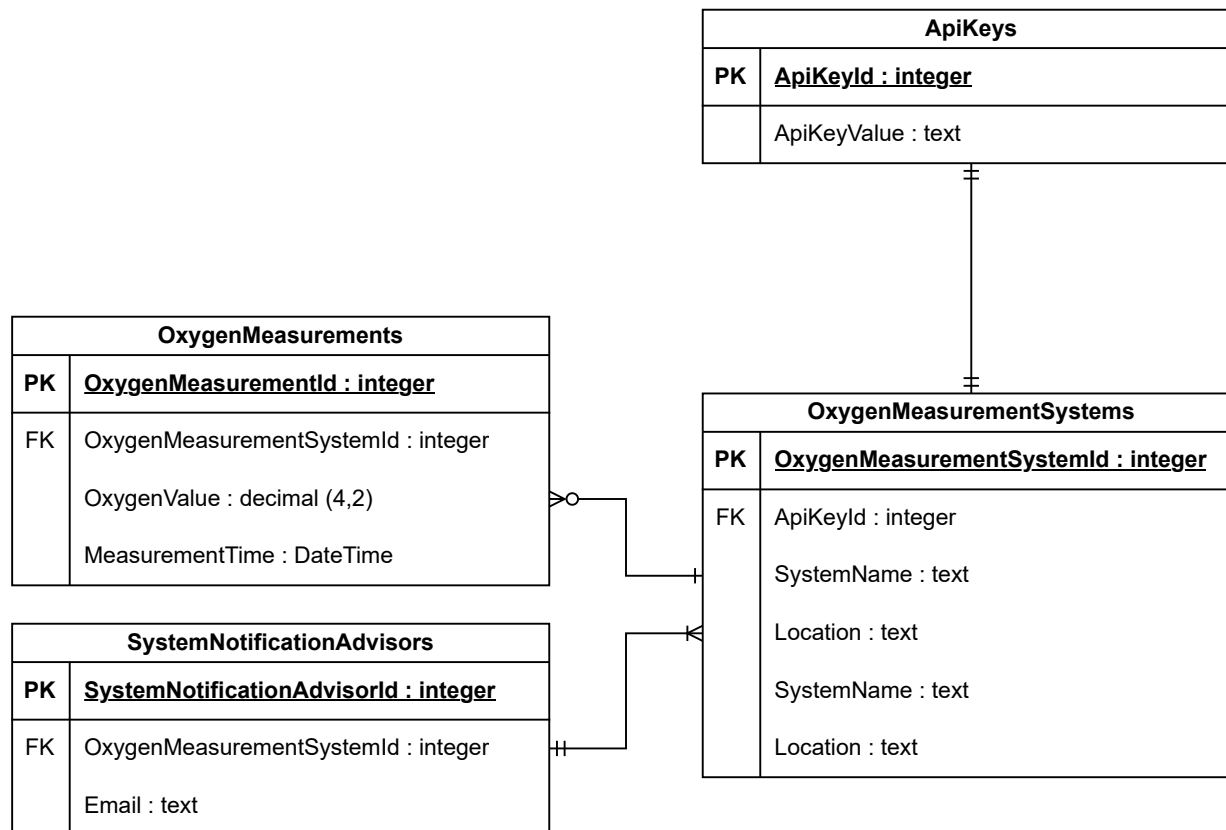 ApiKeys
PK ApiKeyId : integer
ApiKeyValue : text
OxygenMeasurements
PK OxygenMeasurementId : integer
FK OxygenMeasurementSystemId : integer
OxygenValue : decimal (4,2)
MeasurementTime : DateTime
OxygenMeasurementSystems
PK OxygenMeasurementSystemId : integer
FK ApiKeyId : integer
SystemName : text
Location : text
SystemName : text
Location : text
SystemNotificationAdvisors
PK SystemNotificationAdvisorId : integer
FK OxygenMeasurementSystemId : integer
Email : text